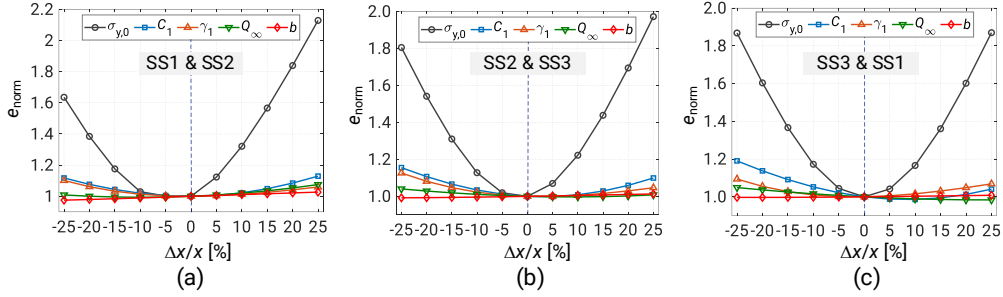 σy,0 C1 γ1 Q∞ b
SS1 & SS2
enorm
2.2
2.0
1.8
1.6
1.4
1.2
1.0
-25 -20 -15 -10 -5 0 5 10 15 20 25
Δx/x [%]
(a)
σy,0 C1 γ1 Q∞ b
SS2 & SS3
enorm
2.0
1.8
1.6
1.4
1.2
1.0
-25 -20 -15 -10 -5 0 5 10 15 20 25
Δx/x [%]
(b)
σy,0 C1 γ1 Q∞ b
SS3 & SS1
enorm
2.0
1.8
1.6
1.4
1.2
1.0
-25 -20 -15 -10 -5 0 5 10 15 20 25
Δx/x [%]
(c)